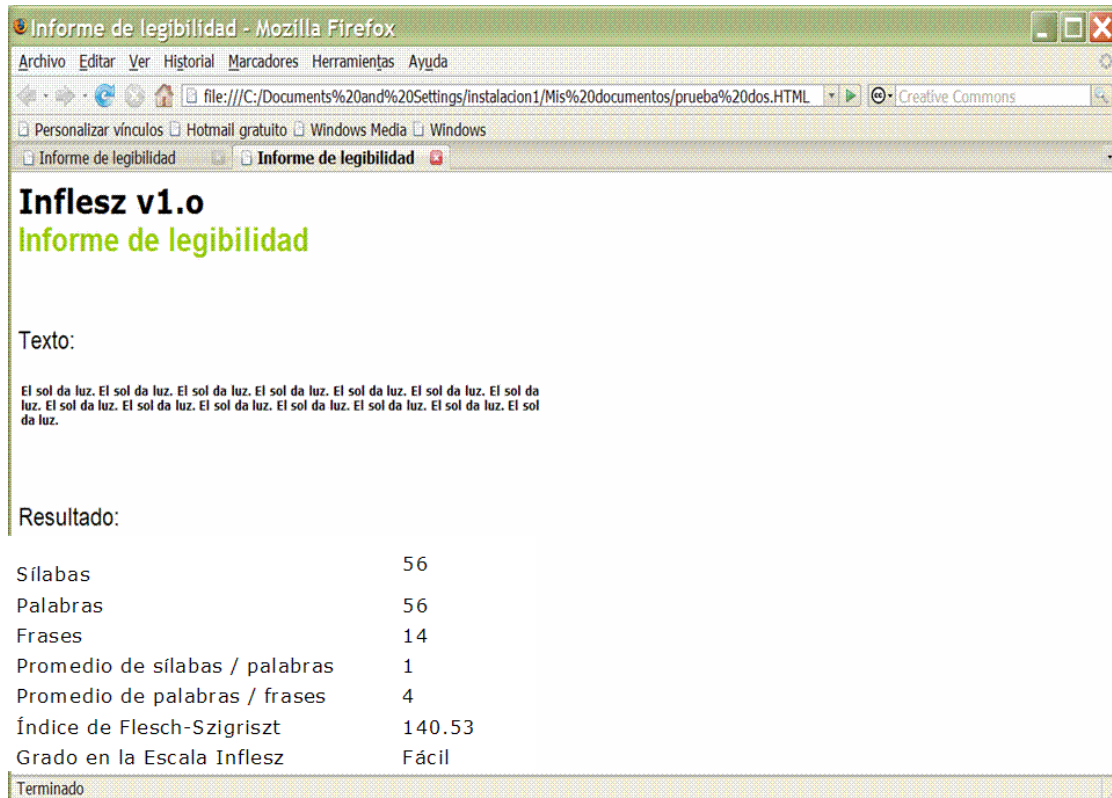 Informe de legibilidad - Mozilla Firefox
Archivo Editar Ver Historial Marcadores Herramientas Ayuda
file:///C:/Documents%20and%20Settings/instalacion1/Mis%20documentos/prueba%20dos.HTML Creative Commons
Personalizar vínculos Hotmail gratuito Windows Media Windows
Informe de legibilidad Informe de legibilidad
Inflesz v1.o
Informe de legibilidad
Texto:
El sol da luz. El sol da luz. El sol da luz. El sol da luz. El sol da luz. El sol da luz. El sol da
luz. El sol da luz. El sol da luz. El sol da luz. El sol da luz. El sol da luz. El sol da luz. El sol
da luz.
Resultado:
Sílabas 56
Palabras 56
Frases 14
Promedio de sílabas / palabras 1
Promedio de palabras / frases 4
Índice de Flesch-Szigriszt 140.53
Grado en la Escala Inflesz Fácil
Terminado